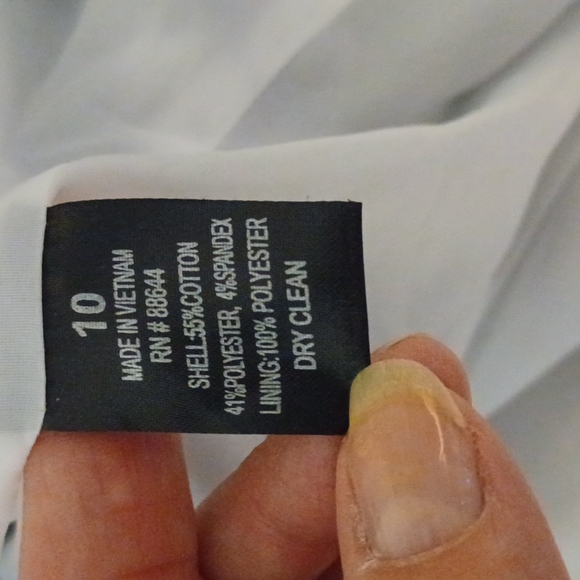 10
MADE IN VIETNAM
RN # 88644
SHELL:55%COTTON
41%POLYESTER, 4%SPANDEX
LINING:100% POLYESTER
DRY CLEAN